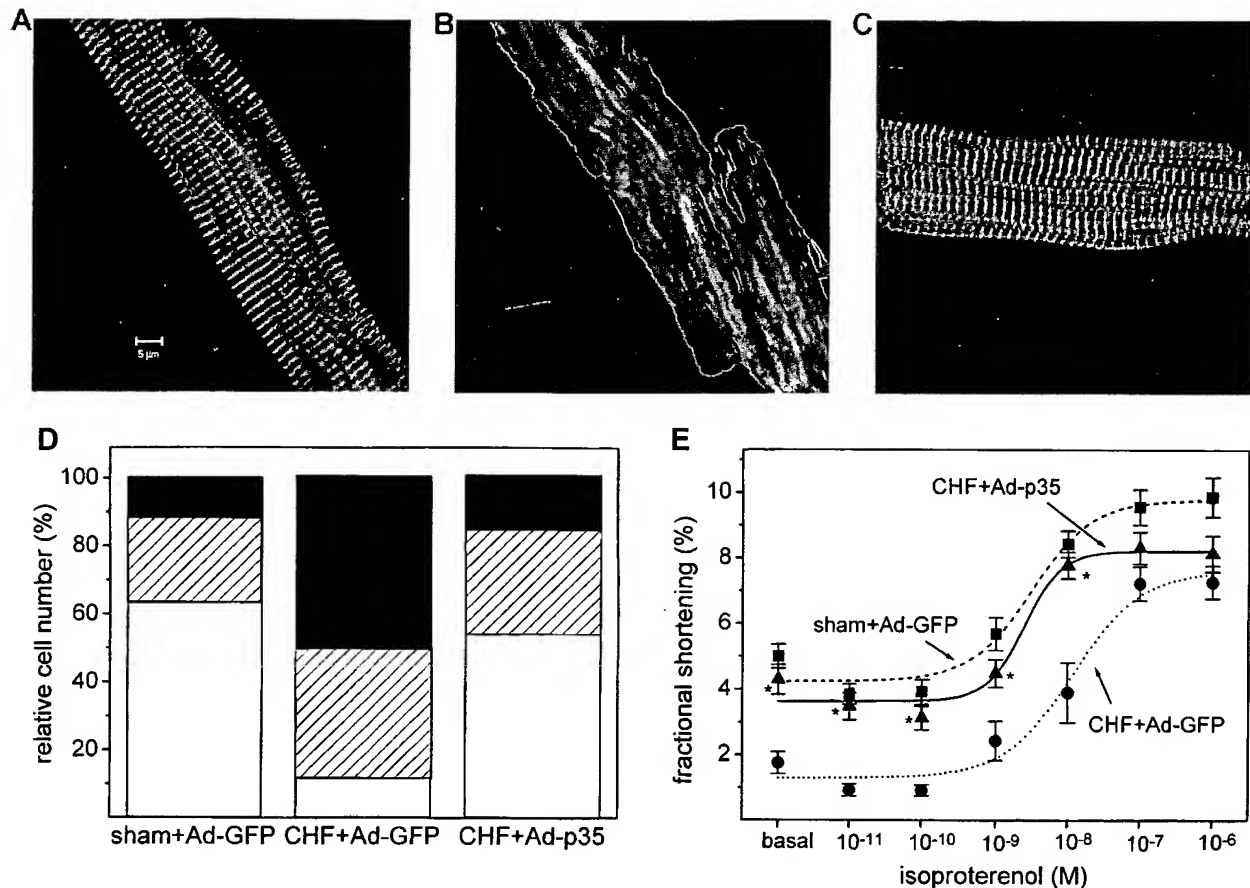 A
B
C
5 µm
D
relative cell number (%)
100
80
60
40
20
sham+Ad-GFP CHF+Ad-GFP CHF+Ad-p35
E
fractional shortening (%)
10
8
6
4
2
CHF+Ad-p35
sham+Ad-GFP
CHF+Ad-GFP
*
*
*
*
*
basal 10-11 10-10 10-9 10-8 10-7 10-6
isoproterenol (M)